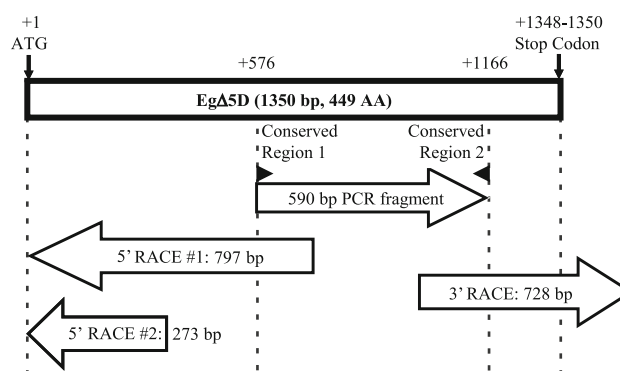 +1 +1348-1350
ATG Stop Codon
+576 +1166
EgΔ5D (1350 bp, 449 AA)
Conserved Conserved
Region 1 Region 2
590 bp PCR fragment
5’ RACE #1: 797 bp
3’ RACE: 728 bp
5’ RACE #2: 273 bp